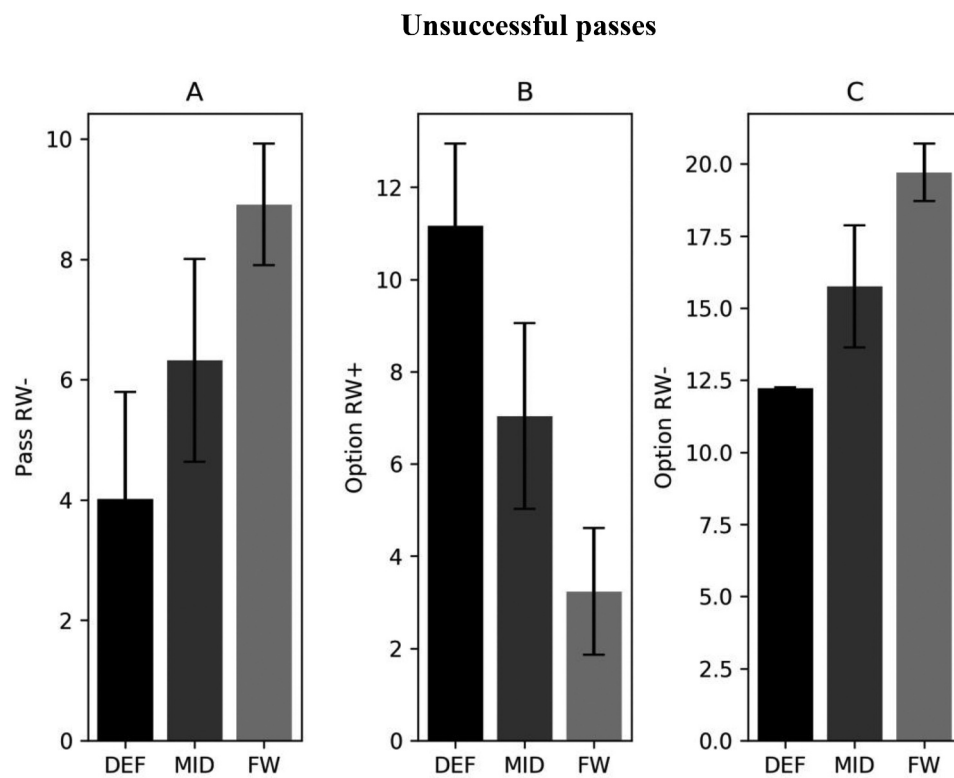 Unsuccessful passes
A
Pass RW-
10
8
6
4
2
0
DEF MID FW
B
Option RW+
12
10
8
6
4
2
0
DEF MID FW
C
Option RW-
20.0
17.5
15.0
12.5
10.0
7.5
5.0
2.5
0.0
DEF MID FW